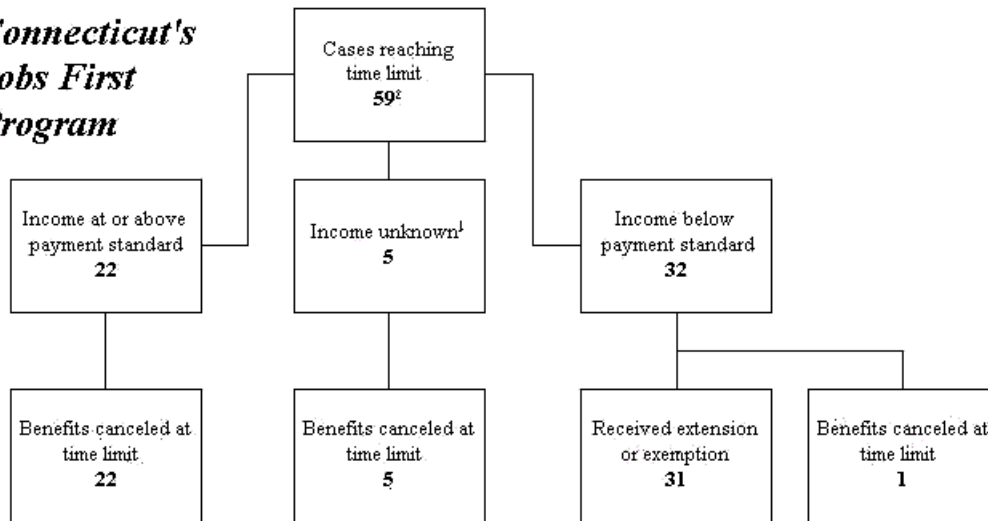 onnecticut's
obs First
rogram
Cases reaching
time limit
59²
Income at or above
payment standard
22
Income unknown¹
5
Income below
payment standard
32
Benefits canceled at
time limit
22
Benefits canceled at
time limit
5
Received extension
or exemption
31
Benefits canceled at
time limit
1